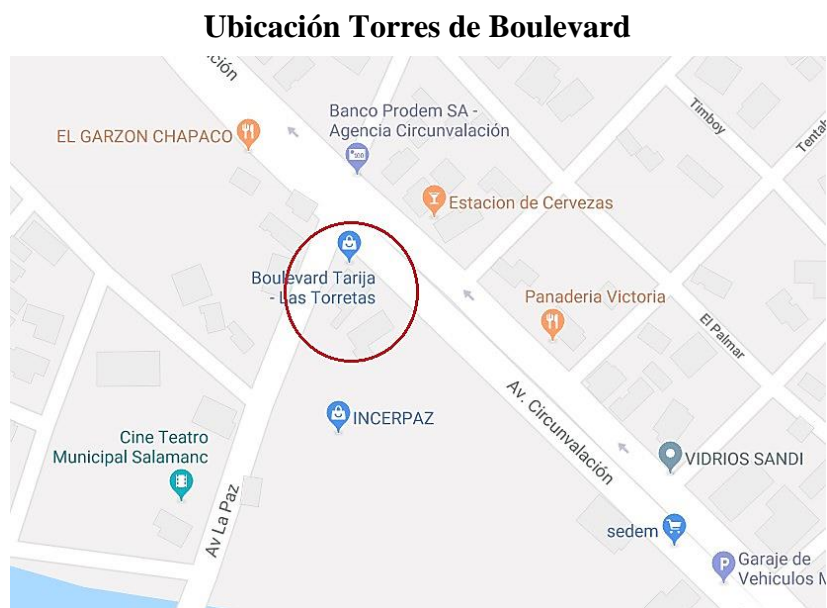 Ubicación Torres de Boulevard
ción
Banco Prodem SA -
Agencia Circunvalación
EL GARZON CHAPACO
Timboy
Tentab
Estacion de Cervezas
Boulevard Tarija
- Las Torretas
Panaderia Victoria
El Palmar
INCERPAZ
Av. Circunvalación
Cine Teatro
Municipal Salamanc
VIDRIOS SANDI
Av La Paz
sedem
Garaje de
Vehiculos M